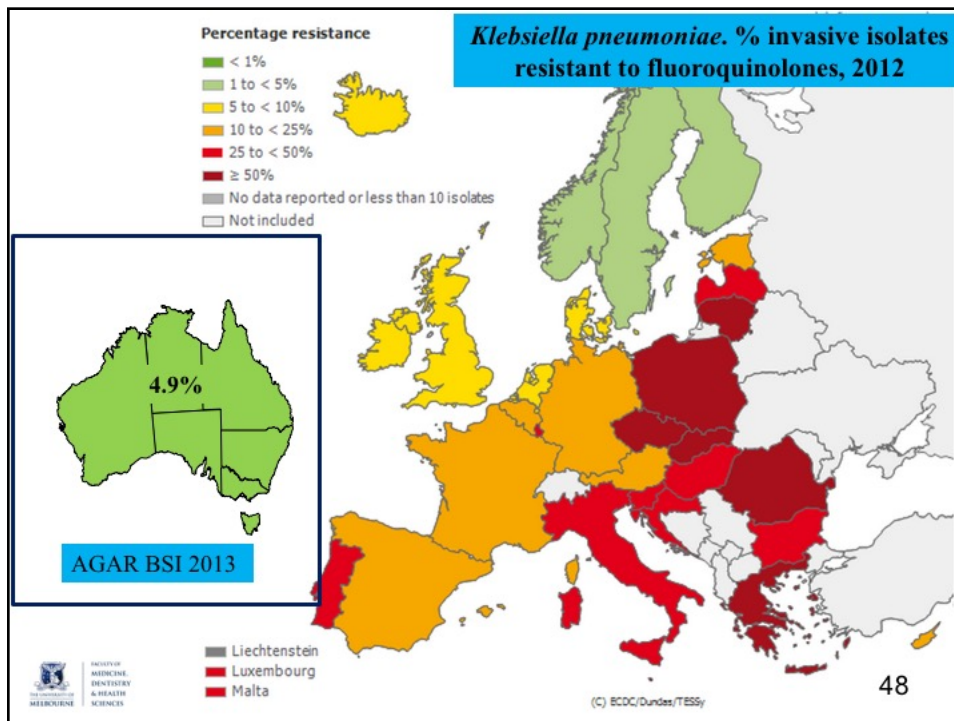 Percentage resistance
< 1%
1 to < 5%
5 to < 10%
10 to < 25%
25 to < 50%
≥ 50%
No data reported or less than 10 isolates
Not included
Klebsiella pneumoniae. % invasive isolates
resistant to fluoroquinolones, 2012
4.9%
AGAR BSI 2013
Liechtenstein
Luxembourg
Malta
THE UNIVERSITY OF
MELBOURNE
FACULTY OF
MEDICINE,
DENTISTRY
& HEALTH
SCIENCES
(C) ECDC/Dundas/TESSy
48